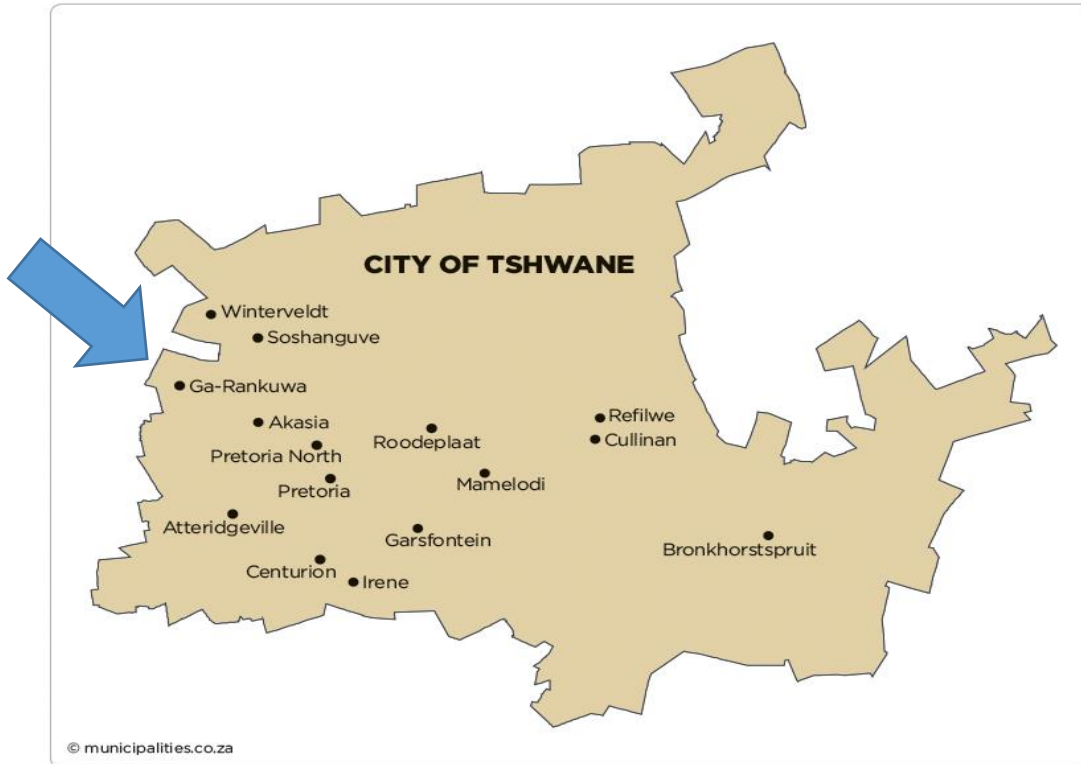 CITY OF TSHWANE
Winterveldt
Soshanguve
Ga-Rankuwa
Akasia
Refilwe
Roodeplaat
Cullinan
Pretoria North
Mamelodi
Pretoria
Atteridgeville
Garsfontein
Bronkhorstspruit
Centurion
Irene
© municipalities.co.za